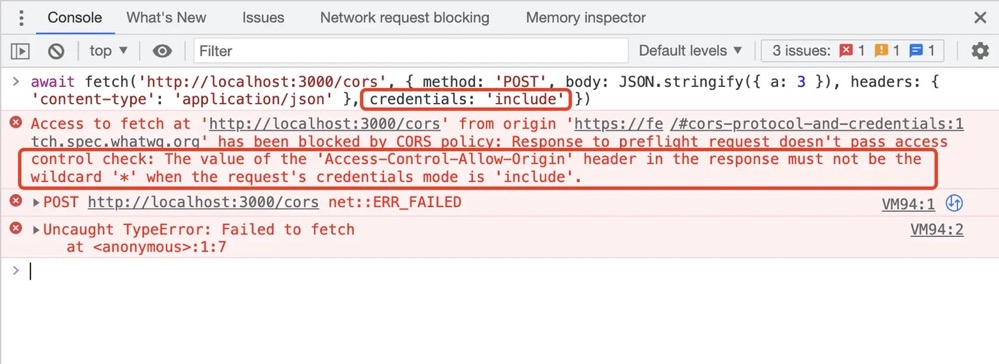 Console What's New Issues Network request blocking Memory inspector
top Filter Default levels 3 issues: 1 1 1
> await fetch('http://localhost:3000/cors', { method: 'POST', body: JSON.stringify({ a: 3 }), headers: {
'content-type': 'application/json' }, credentials: 'include' })
Access to fetch at 'http://localhost:3000/cors' from origin 'https://fe /#cors-protocol-and-credentials:1
tch.spec.whatwg.org' has been blocked by CORS policy: Response to preflight request doesn't pass access
control check: The value of the 'Access-Control-Allow-Origin' header in the response must not be the
wildcard '*' when the request's credentials mode is 'include'.
POST http://localhost:3000/cors net::ERR_FAILED VM94:1
Uncaught TypeError: Failed to fetch VM94:2
at <anonymous>:1:7
>